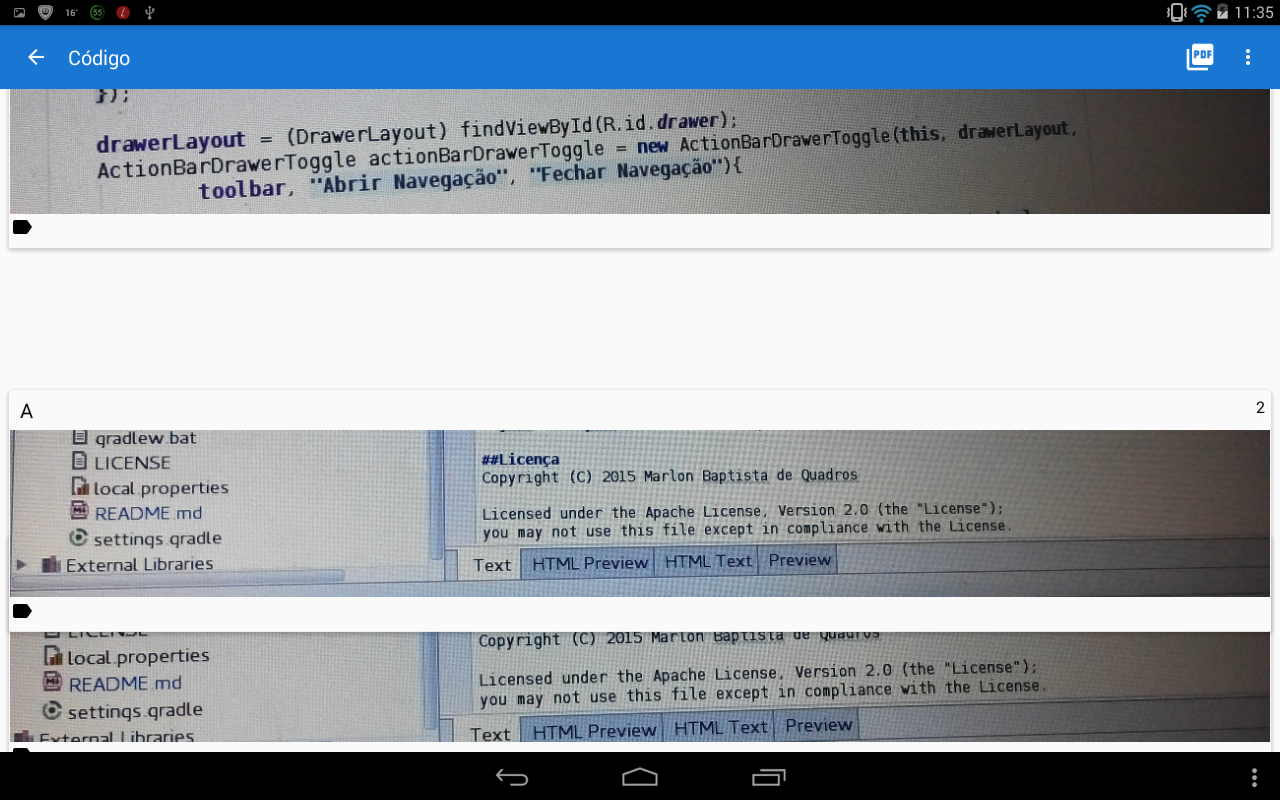 16°
55
11:35
Código
PDF
});
drawerLayout = (DrawerLayout) findViewById(R.id.drawer);
ActionBarDrawerToggle actionBarDrawerToggle = new ActionBarDrawerToggle(this, drawerLayout,
toolbar, "Abrir Navegação", "Fechar Navegação"){
A
2
gradlew.bat
LICENSE
local.properties
README.md
settings.gradle
External Libraries
##Licença
Copyright (C) 2015 Marlon Baptista de Quadros
Licensed under the Apache License, Version 2.0 (the "License");
you may not use this file except in compliance with the License.
Text HTML Preview HTML Text Preview
LICENSE
local.properties
README.md
settings.gradle
External Libraries
Copyright (C) 2015 Marlon Baptista de Quadros
Licensed under the Apache License, Version 2.0 (the "License");
you may not use this file except in compliance with the License.
Text HTML Preview HTML Text Preview